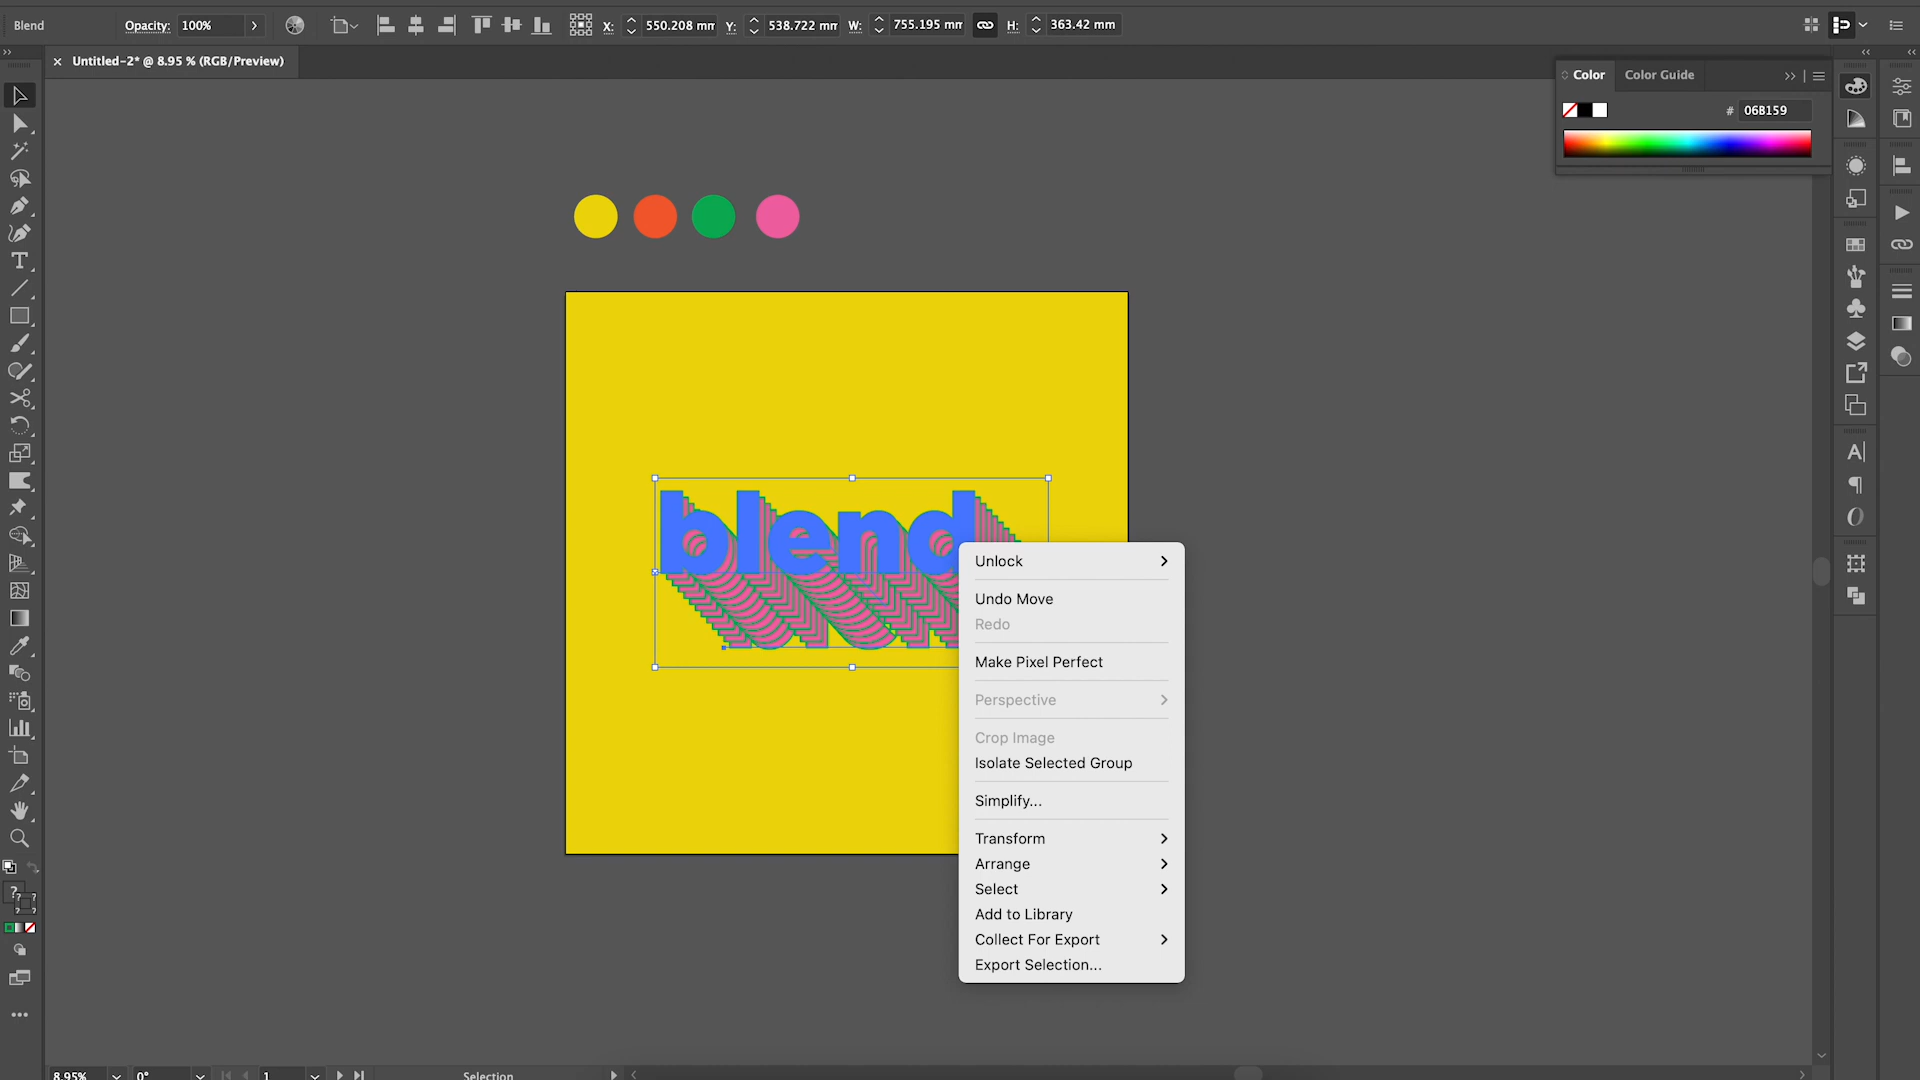 Blend
Opacity: 100%
X: 550.208 mm
Y: 538.722 mm
W: 755.195 mm
H: 363.42 mm
Untitled-2* @ 8.95 % (RGB/Preview)
Color
Color Guide
# 06B159
blend
Unlock
Undo Move
Redo
Make Pixel Perfect
Perspective
Crop Image
Isolate Selected Group
Simplify...
Transform
Arrange
Select
Add to Library
Collect For Export
Export Selection...
8.95%
0°
1
Selection